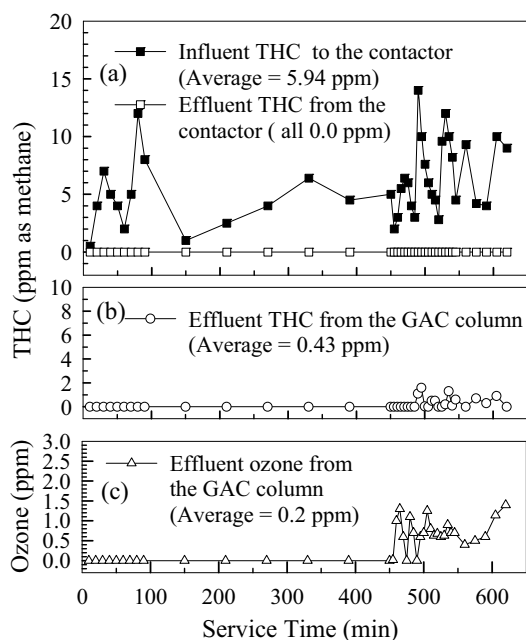 20
15
10
5
0
(a)
Influent THC to the contactor
(Average = 5.94 ppm)
Effluent THC from the
contactor ( all 0.0 ppm)
THC (ppm as methane)
10
8
6
4
2
0
(b)
Effluent THC from the GAC column
(Average = 0.43 ppm)
3.0
2.5
2.0
1.5
1.0
0.5
0.0
Ozone (ppm)
(c)
Effluent ozone from
the GAC column
(Average = 0.2 ppm)
0 100 200 300 400 500 600
Service Time (min)